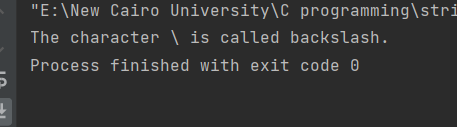 "E:\New Cairo University\C programming\stri
The character \ is called backslash.
Process finished with exit code 0